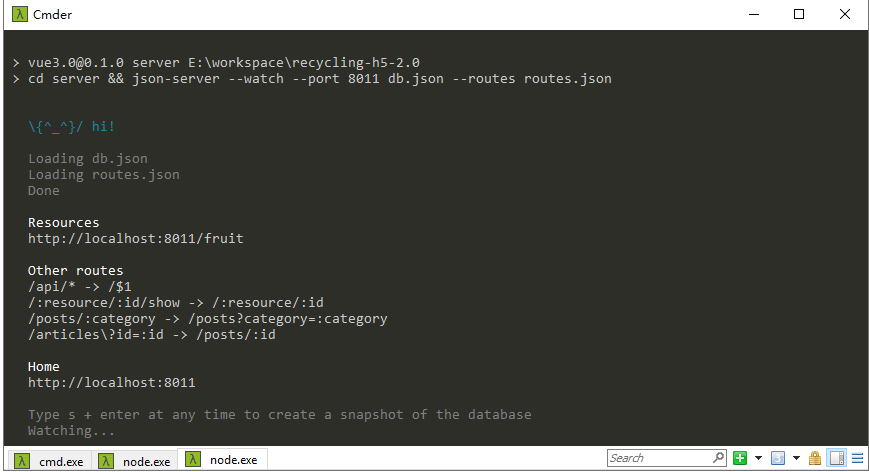 Cmder
> vue3.0@0.1.0 server E:\workspace\recycling-h5-2.0
> cd server && json-server --watch --port 8011 db.json --routes routes.json
\{^_^}/ hi!
Loading db.json
Loading routes.json
Done
Resources
http://localhost:8011/fruit
Other routes
/api/* -> /$1
/:resource/:id/show -> /:resource/:id
/posts/:category -> /posts?category=:category
/articles\?id=:id -> /posts/:id
Home
http://localhost:8011
Type s + enter at any time to create a snapshot of the database
Watching...
cmd.exe node.exe node.exe Search